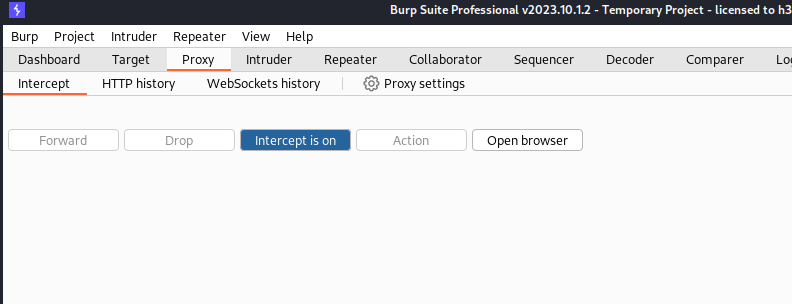 Burp Suite Professional v2023.10.1.2 - Temporary Project - licensed to h3
Burp Project Intruder Repeater View Help
Dashboard Target Proxy Intruder Repeater Collaborator Sequencer Decoder Comparer Log
Intercept HTTP history WebSockets history Proxy settings
Forward Drop Intercept is on Action Open browser